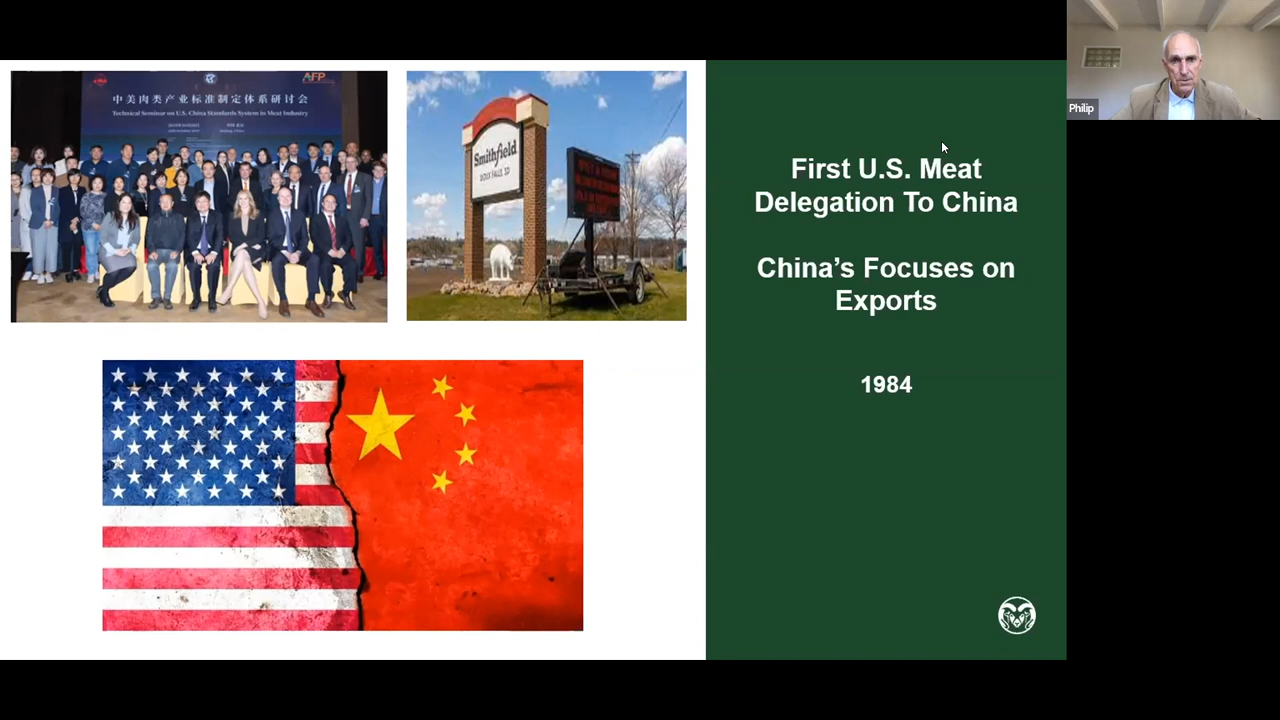 AFP
中美肉类产业标准制定体系研讨会
Technical Seminar on U.S. China Standards System in Meat Industry
Smithfield
SIOUX FALLS, SD
First U.S. Meat
Delegation To China
China’s Focuses on
Exports
1984
Philip